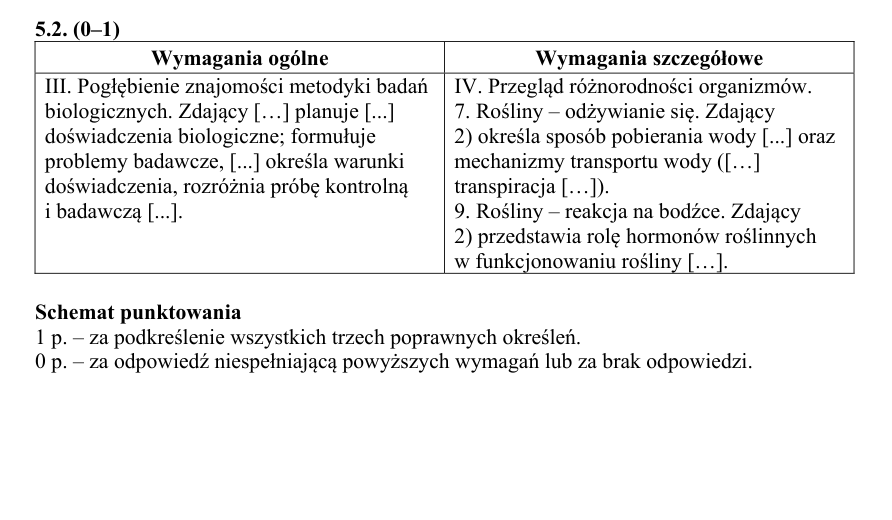 5.2. (0–1)
Wymagania ogólne
Wymagania szczegółowe
III. Pogłębienie znajomości metodyki badań
biologicznych. Zdający […] planuje [...]
doświadczenia biologiczne; formułuje
problemy badawcze, [...] określa warunki
doświadczenia, rozróżnia próbę kontrolną
i badawczą [...].
IV. Przegląd różnorodności organizmów.
7. Rośliny – odżywianie się. Zdający
2) określa sposób pobierania wody [...] oraz
mechanizmy transportu wody ([…]
transpiracja […]).
9. Rośliny – reakcja na bodźce. Zdający
2) przedstawia rolę hormonów roślinnych
w funkcjonowaniu rośliny […].
Schemat punktowania
1 p. – za podkreślenie wszystkich trzech poprawnych określeń.
0 p. – za odpowiedź niespełniającą powyższych wymagań lub za brak odpowiedzi.